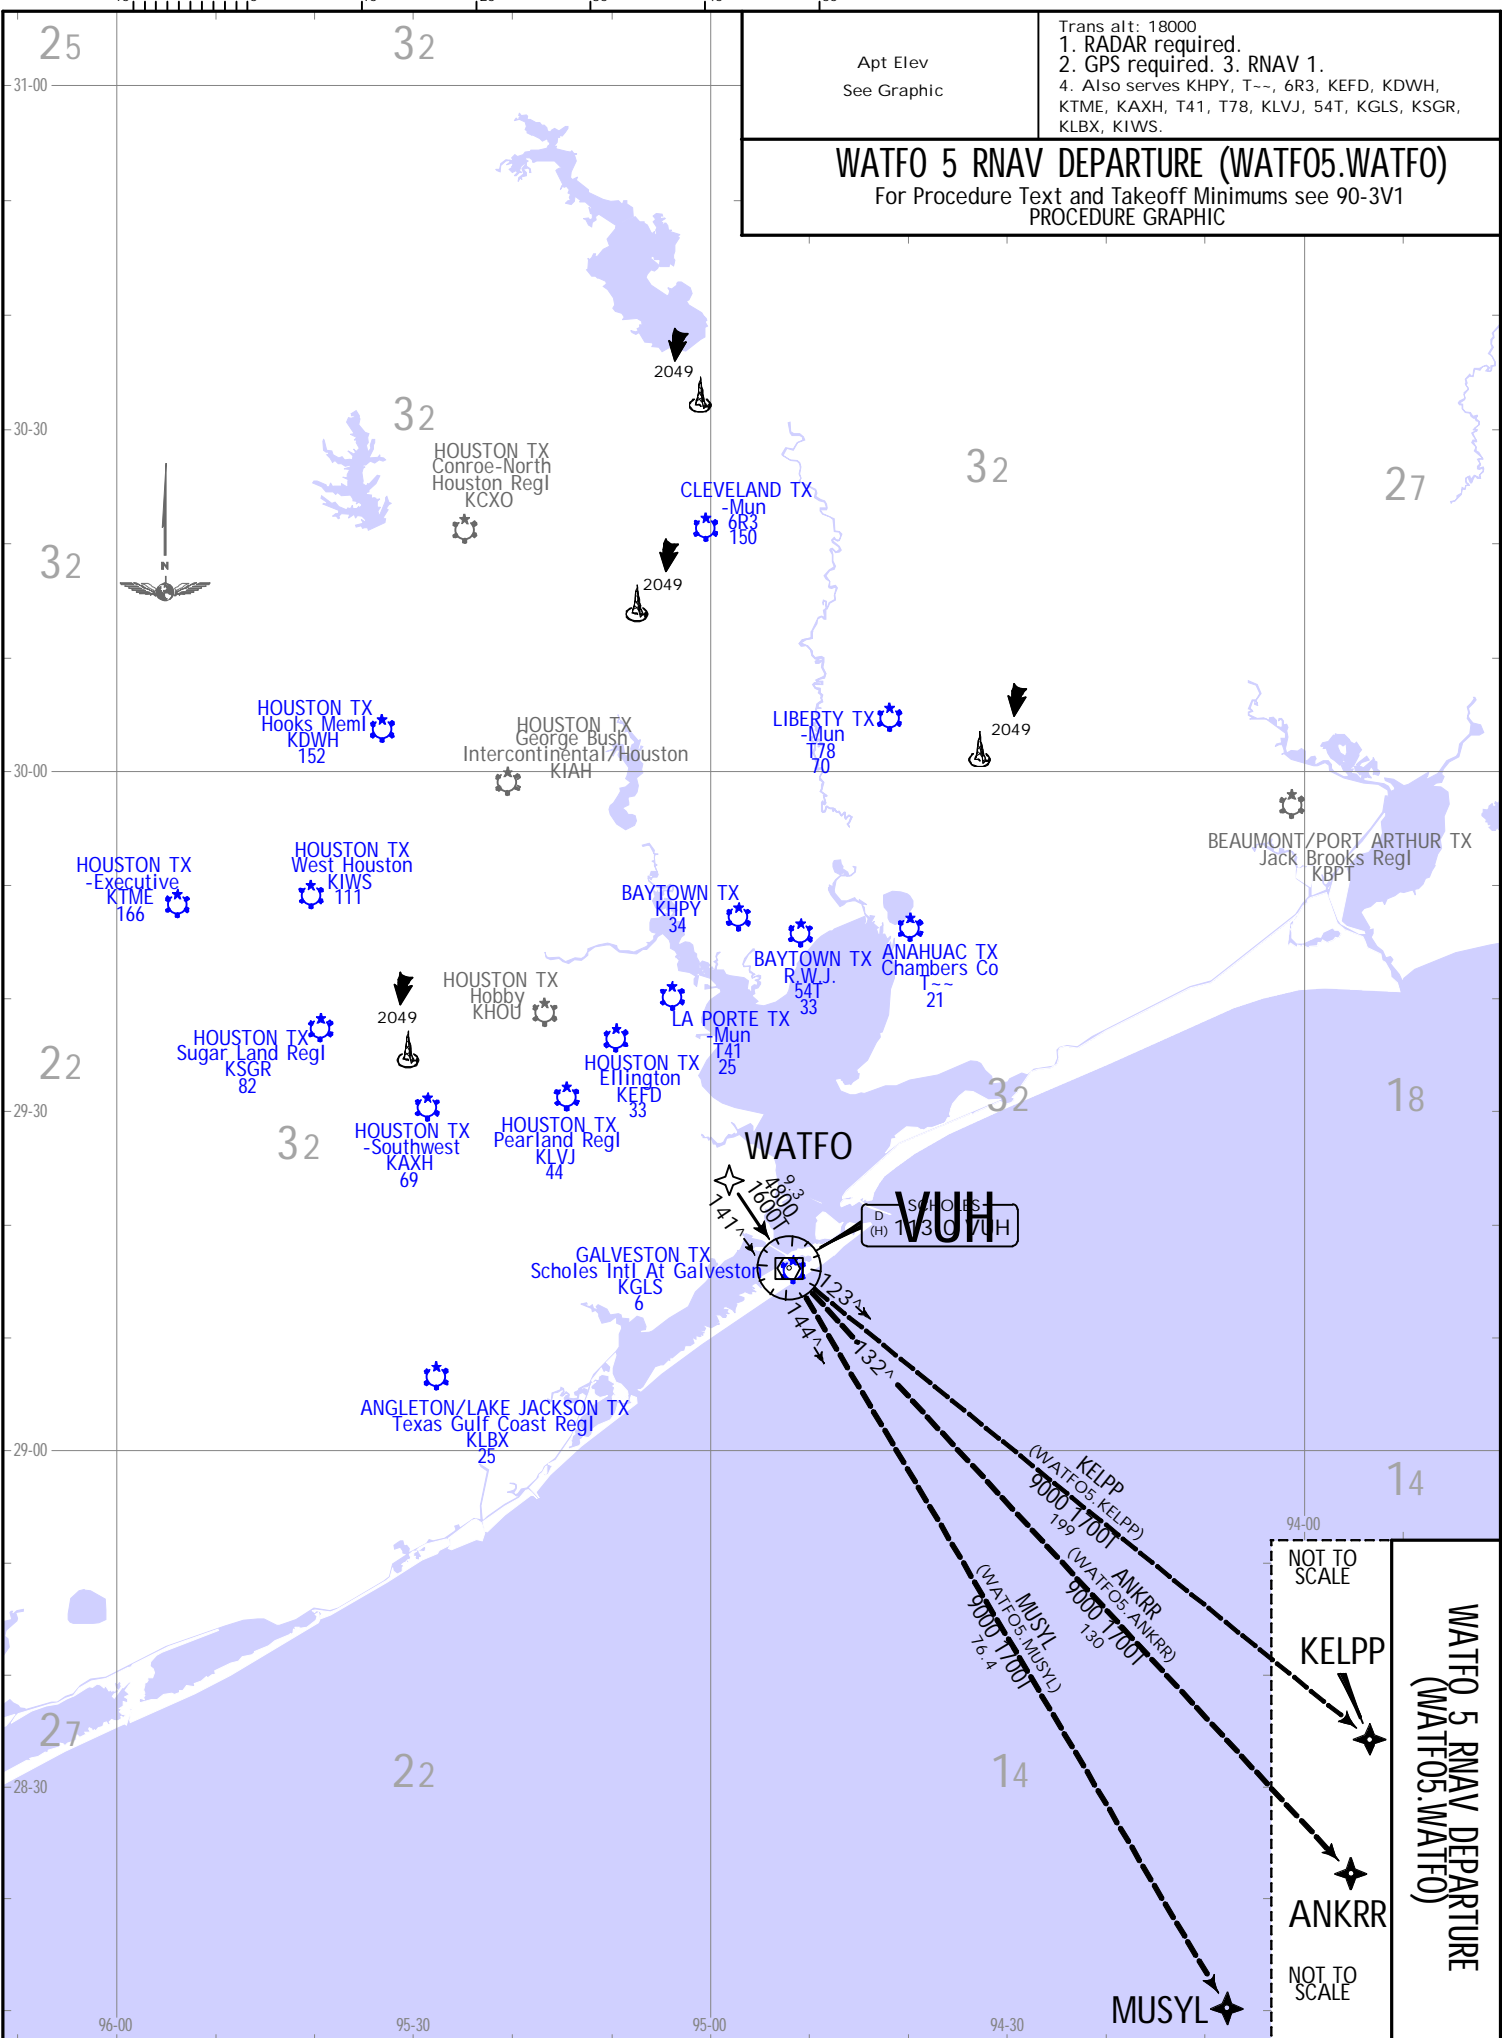 25
32
Apt Elev
See Graphic
Trans alt: 18000
1. RADAR required.
2. GPS required. 3. RNAV 1.
4. Also serves KHPY, T~~, 6R3, KEFD, KDWH,
KTME, KAXH, T41, T78, KLVJ, 54T, KGLS, KSGR,
KLBX, KIWS.
31-00
WATFO 5 RNAV DEPARTURE (WATFO5.WATFO)
For Procedure Text and Takeoff Minimums see 90-3V1
PROCEDURE GRAPHIC
2049
32
30-30
HOUSTON TX
Conroe-North
Houston Regl
KCXO
32
27
CLEVELAND TX
-Mun
6R3
150
32
N
2049
HOUSTON TX
Hooks Meml
KDWH
152
HOUSTON TX
George Bush
Intercontinental/Houston
KIAH
LIBERTY TX
-Mun
T78
70
2049
30-00
BEAUMONT/PORT ARTHUR TX
Jack Brooks Regl
KBPT
HOUSTON TX
-Executive
KTME
166
HOUSTON TX
West Houston
KIWS
111
BAYTOWN TX
KHPY
34
BAYTOWN TX
R.W.J.
54T
33
ANAHUAC TX
Chambers Co
T~~
21
HOUSTON TX
Hobby
KHOU
2049
LA PORTE TX
-Mun
T41
25
HOUSTON TX
Sugar Land Regl
KSGR
82
HOUSTON TX
Ellington
KEFD
33
22
32
18
29-30
HOUSTON TX
-Southwest
KAXH
69
HOUSTON TX
Pearland Regl
KLVJ
44
32
WATFO
9.3
4800
1600T
141^
SCHOLES
D
(H) 113.0 VUH
VUH
GALVESTON TX
Scholes Intl At Galveston
KGLS
6
123^
132^
144^
ANGLETON/LAKE JACKSON TX
Texas Gulf Coast Regl
KLBX
25
29-00
KELPP
(WATFO5.KELPP)
9000 1700T
199
14
94-00
ANKRR
(WATFO5.ANKRR)
9000 1700T
130
MUSYL
(WATFO5.MUSYL)
9000 1700T
76.4
NOT TO
SCALE
KELPP
WATFO 5 RNAV DEPARTURE
(WATFO5.WATFO)
27
22
14
28-30
ANKRR
NOT TO
SCALE
MUSYL
96-00
95-30
95-00
94-30